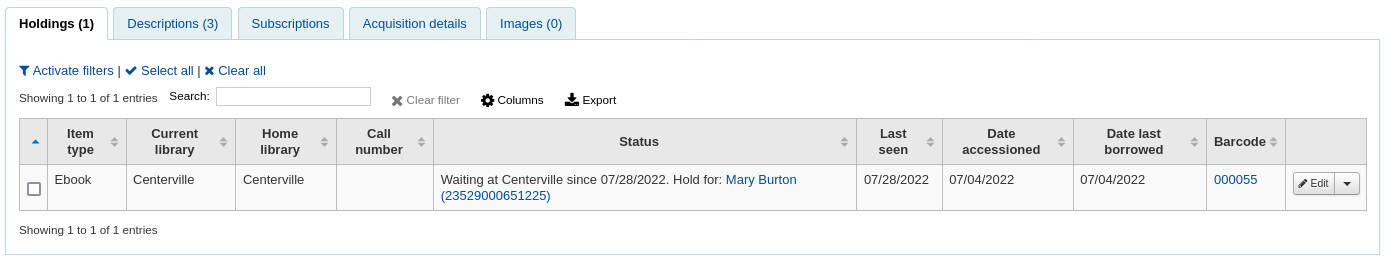 Holdings (1) Descriptions (3) Subscriptions Acquisition details Images (0)
Activate filters | Select all | Clear all
Showing 1 to 1 of 1 entries Search: Clear filter Columns Export
Item type Current library Home library Call number Status Last seen Date accessioned Date last borrowed Barcode
Ebook Centerville Centerville Waiting at Centerville since 07/28/2022. Hold for: Mary Burton 07/28/2022 07/04/2022 07/04/2022 000055 Edit
(23529000651225)
Showing 1 to 1 of 1 entries